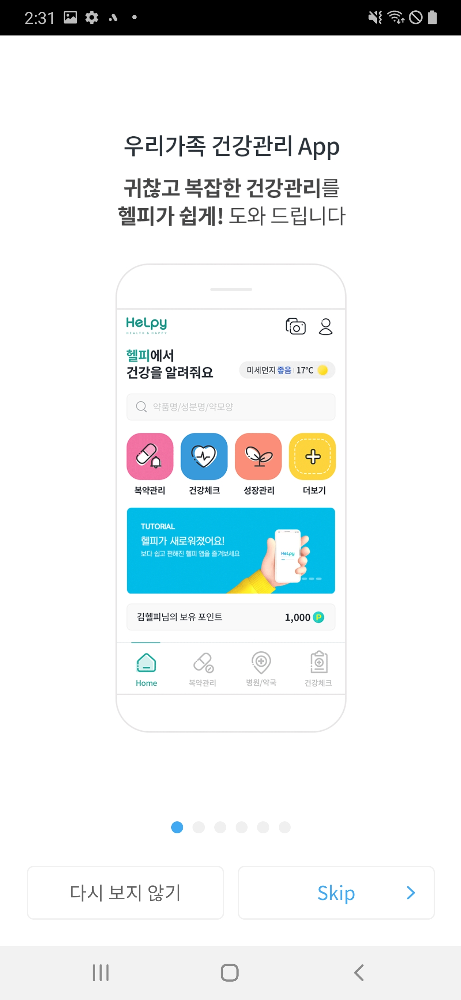 2:31
우리가족 건강관리 App
귀찮고 복잡한 건강관리를
헬피가 쉽게! 도와 드립니다
HeLpy
HEALTH & HAPPY
헬피에서
건강을 알려줘요
미세먼지 좋음 17℃
약품명/성분명/약모양
복약관리 건강체크 성장관리 더보기
TUTORIAL
헬피가 새로워졌어요!
보다 쉽고 편해진 헬피 앱을 즐겨보세요
HeLpy
김헬피님의 보유 포인트 1,000 P
Home 복약관리 병원/약국 건강체크
다시 보지 않기 Skip